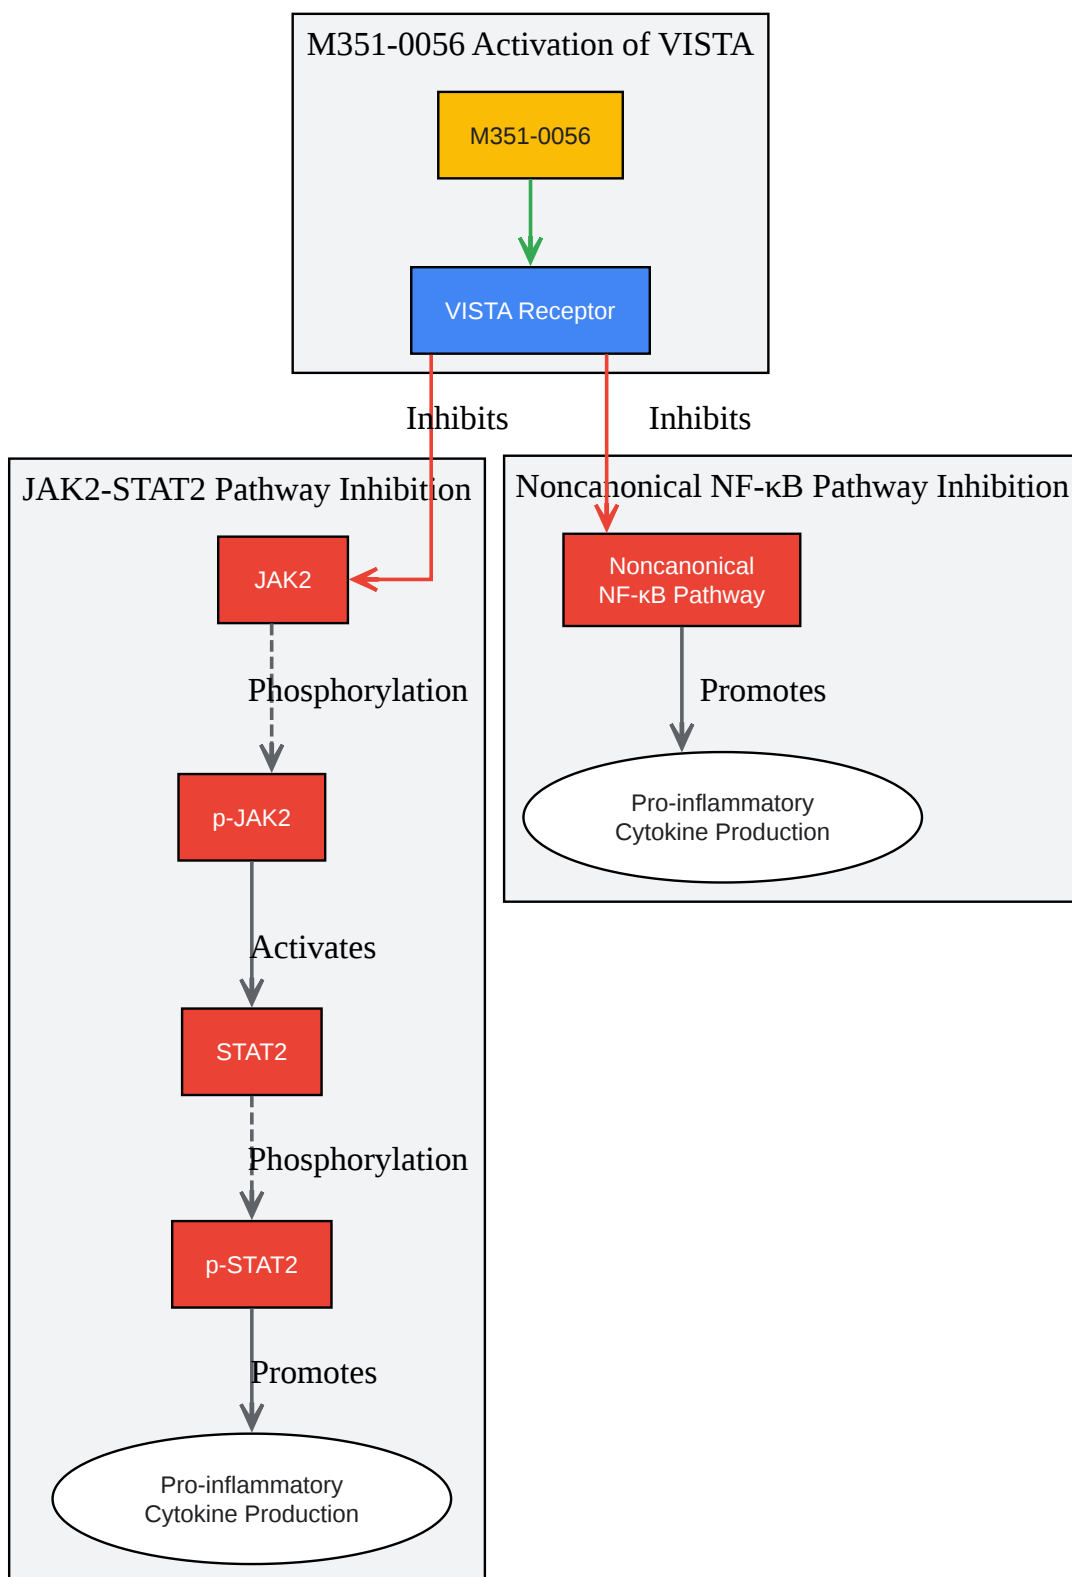 M351-0056 Activation of VISTA
M351-0056
VISTA Receptor
Inhibits
Inhibits
JAK2-STAT2 Pathway Inhibition
JAK2
Phosphorylation
p-JAK2
Activates
STAT2
Phosphorylation
p-STAT2
Promotes
Pro-inflammatory
Cytokine Production
Noncanonical NF-κB Pathway Inhibition
Noncanonical
NF-κB Pathway
Promotes
Pro-inflammatory
Cytokine Production